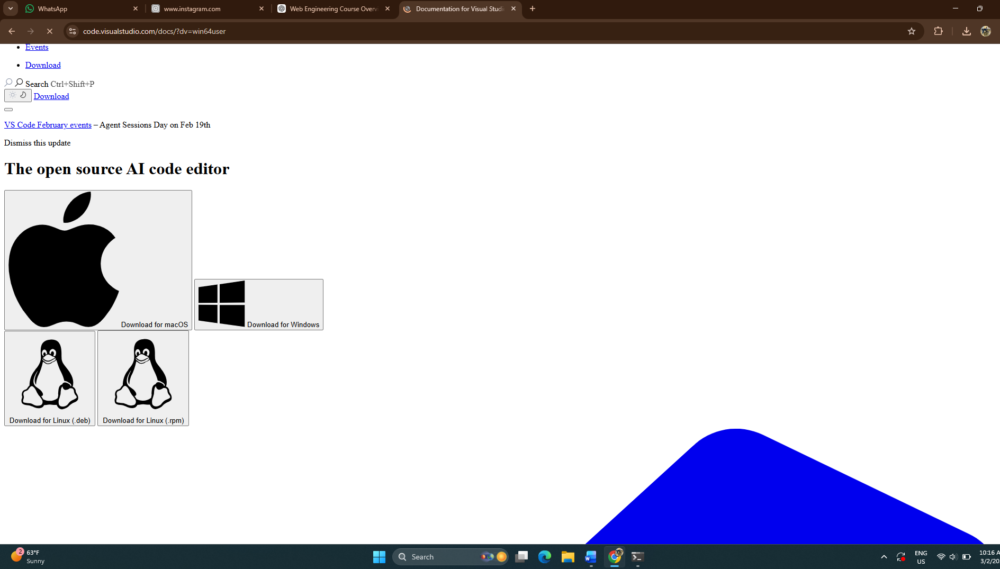 WhatsApp
www.instagram.com
Web Engineering Course Overv
Documentation for Visual Studi
code.visualstudio.com/docs/?dv=win64user
Events
Download
Search Ctrl+Shift+P
Download
VS Code February events – Agent Sessions Day on Feb 19th
Dismiss this update
The open source AI code editor
Download for macOS
Download for Windows
Download for Linux (.deb)
Download for Linux (.rpm)
2
63°F
Sunny
Search
W
ENG
US
10:16 A
3/2/20